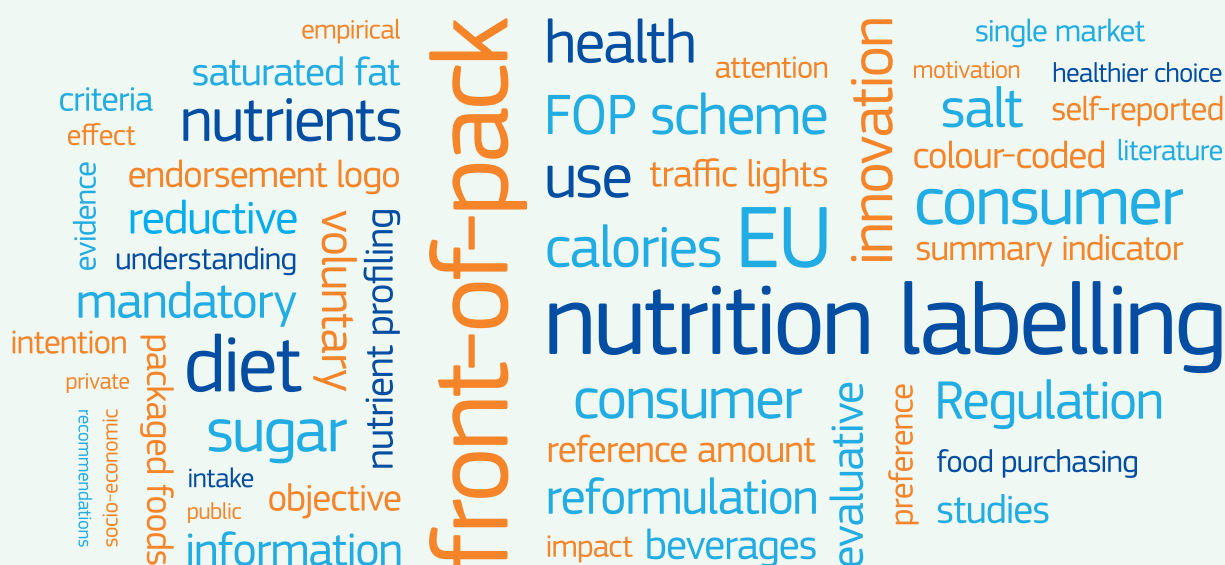 empirical
saturated fat
criteria
nutrients
effect
endorsement logo
evidence
reductive
understanding
voluntary
nutrient profiling
mandatory
intention
packaged foods
diet
private
sugar
recommendations
socio-economic
intake
objective
public
information
front-of-pack
health
attention
FOP scheme
use
traffic lights
calories
EU
innovation
single market
motivation
healthier choice
salt
self-reported
colour-coded
literature
consumer
summary indicator
nutrition labelling
consumer
reference amount
reformulation
impact
beverages
evaluative
preference
Regulation
food purchasing
studies